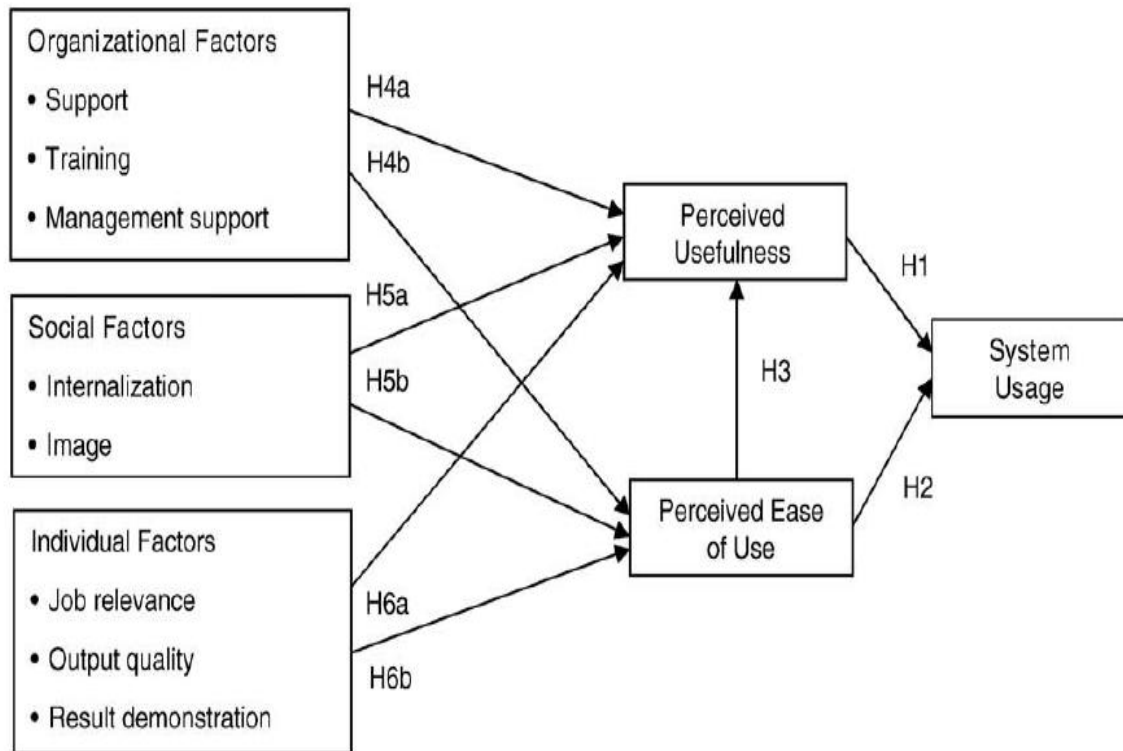 Organizational Factors
• Support
• Training
• Management support
H4a
H4b
Social Factors
• Internalization
• Image
H5a
H5b
Individual Factors
• Job relevance
• Output quality
• Result demonstration
H6a
H6b
Perceived
Usefulness
H3
Perceived Ease
of Use
H1
H2
System
Usage